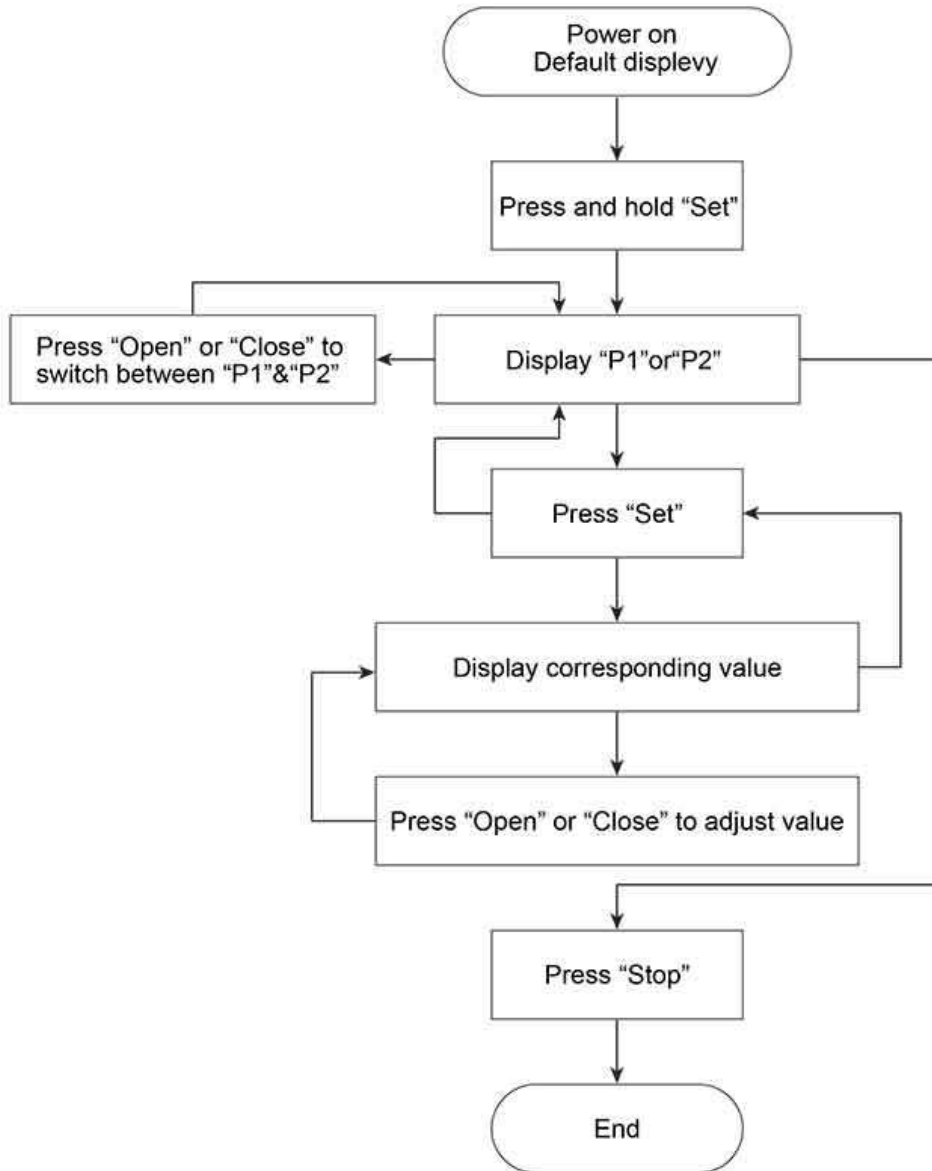 Power on
Default displevy
Press and hold “Set”
Press “Open” or “Close” to
switch between “P1”&“P2”
Display “P1”or“P2”
Press “Set”
Display corresponding value
Press “Open” or “Close” to adjust value
Press “Stop”
End